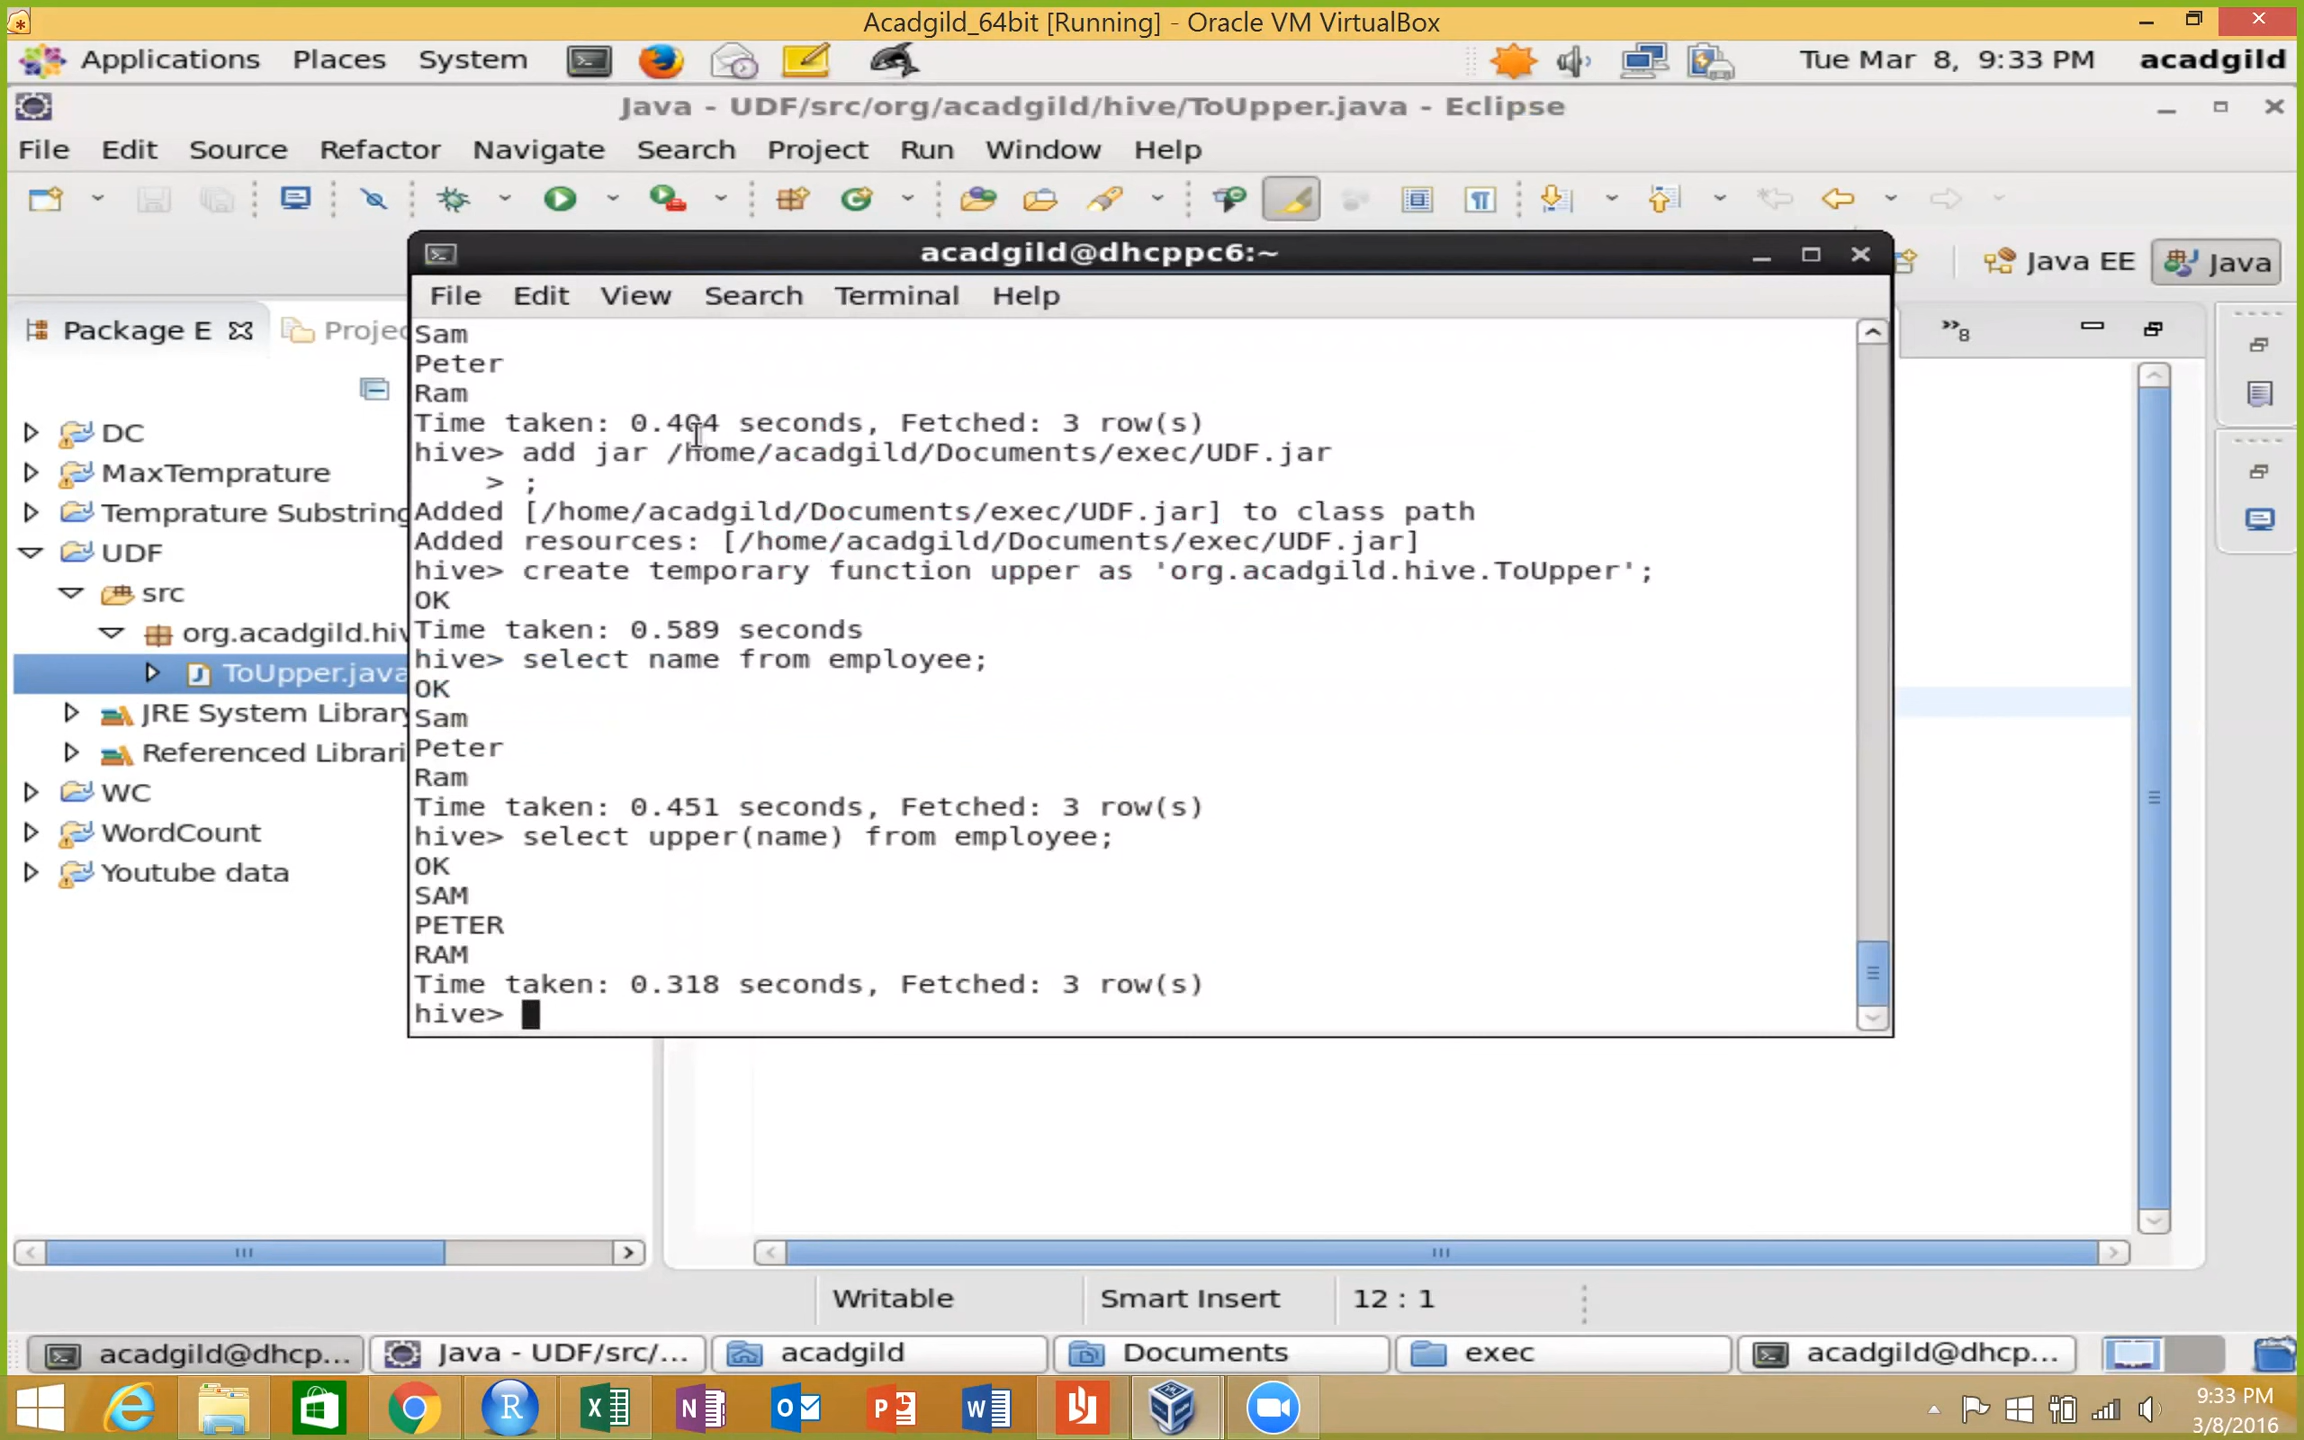 Acadgild_64bit [Running] - Oracle VM VirtualBox
Applications Places System Tue Mar 8, 9:33 PM acadgild
Java - UDF/src/org/acadgild/hive/ToUpper.java - Eclipse
File Edit Source Refactor Navigate Search Project Run Window Help
Java EE Java
acadgild@dhcppc6:~
File Edit View Search Terminal Help
Package E Projec
8
DC
MaxTemprature
Temprature Substring
UDF
src
org.acadgild.hiv
ToUpper.java
JRE System Library
Referenced Librari
WC
WordCount
Youtube data
Sam
Peter
Ram
Time taken: 0.404 seconds, Fetched: 3 row(s)
hive> add jar /home/acadgild/Documents/exec/UDF.jar
> ;
Added [/home/acadgild/Documents/exec/UDF.jar] to class path
Added resources: [/home/acadgild/Documents/exec/UDF.jar]
hive> create temporary function upper as 'org.acadgild.hive.ToUpper';
OK
Time taken: 0.589 seconds
hive> select name from employee;
OK
Sam
Peter
Ram
Time taken: 0.451 seconds, Fetched: 3 row(s)
hive> select upper(name) from employee;
OK
SAM
PETER
RAM
Time taken: 0.318 seconds, Fetched: 3 row(s)
hive>
Writable Smart Insert 12 : 1
acadgild@dhcp... Java - UDF/src/... acadgild Documents exec acadgild@dhcp...
9:33 PM
3/8/2016